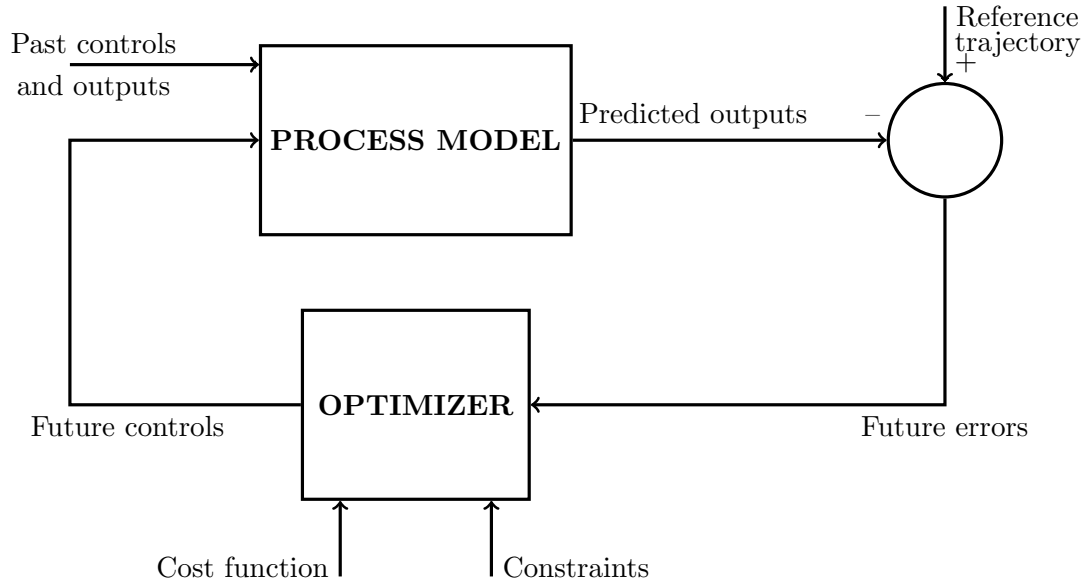 Past controls
and outputs
PROCESS MODEL
Predicted outputs
–
Reference
trajectory
+
OPTIMIZER
Future controls
Future errors
Cost function
Constraints